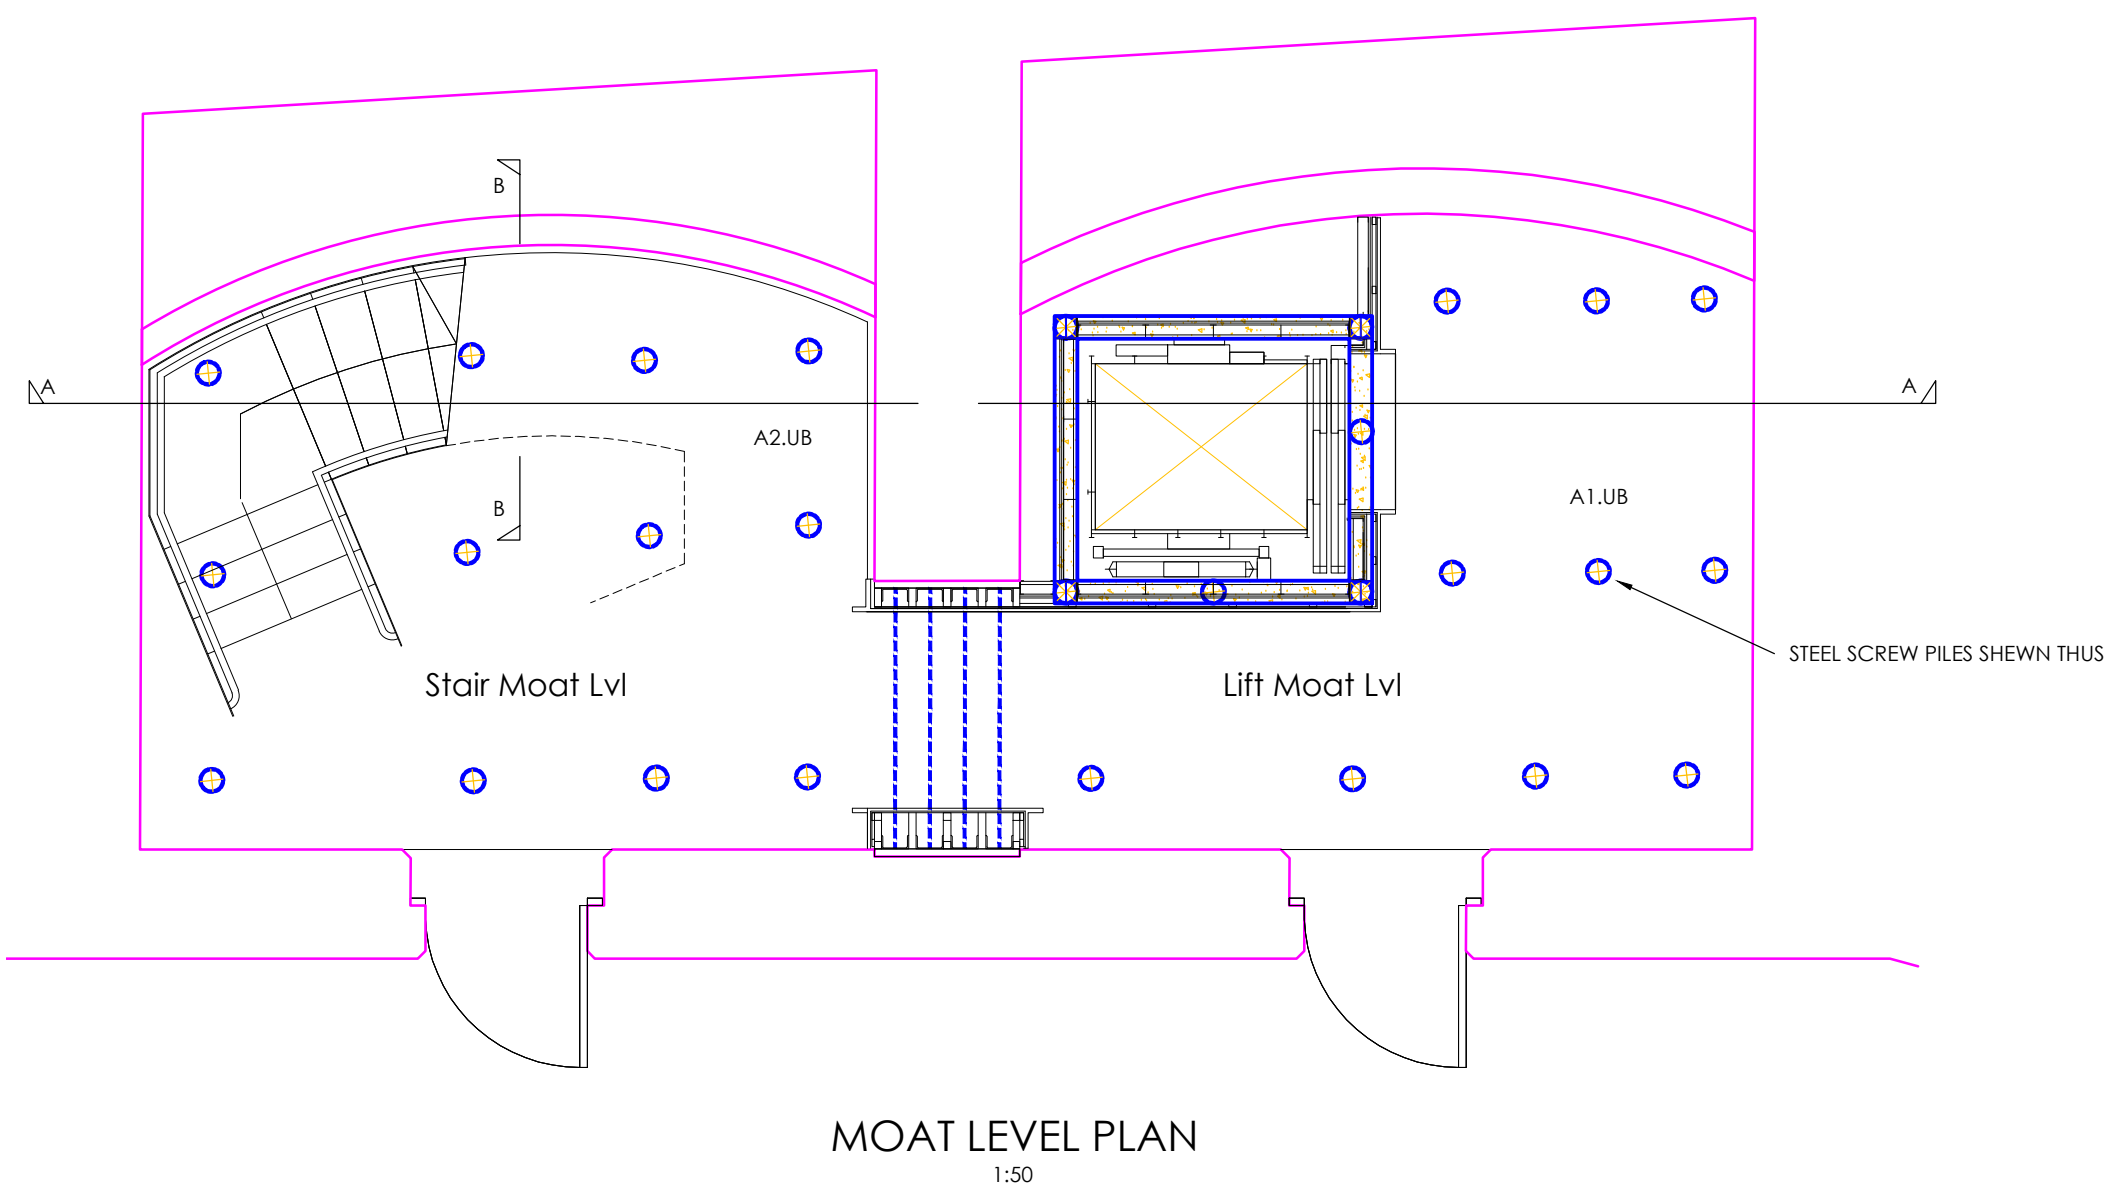 B
A
A
A2.UB
A1.UB
B
STEEL SCREW PILES SHEWN THUS
Stair Moat Lvl
Lift Moat Lvl
MOAT LEVEL PLAN
1:50